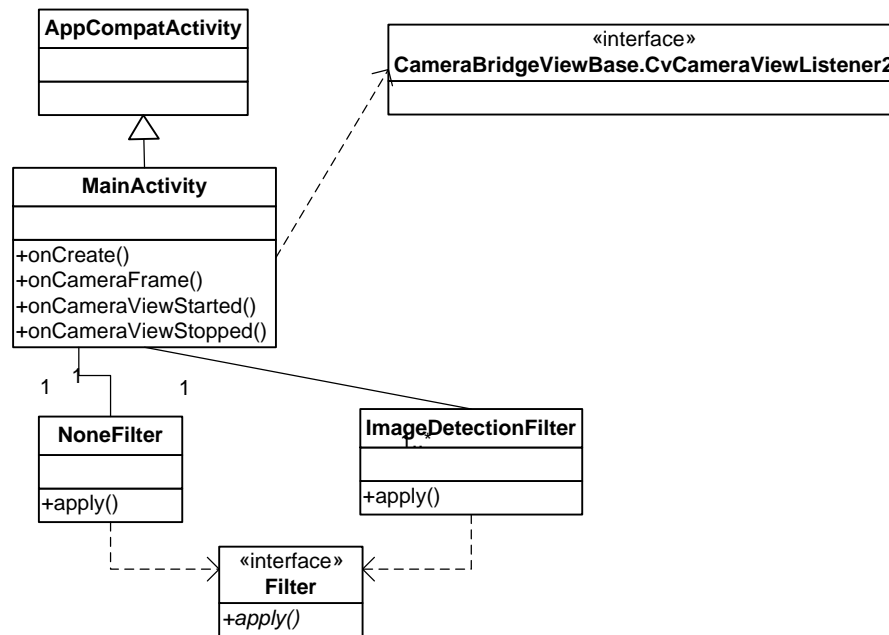 AppCompatActivity
«interface»
CameraBridgeViewBase.CvCameraViewListener2
MainActivity
+onCreate()
+onCameraFrame()
+onCameraViewStarted()
+onCameraViewStopped()
1
1
1
NoneFilter
+apply()
ImageDetectionFilter
1..*
+apply()
«interface»
Filter
+apply()